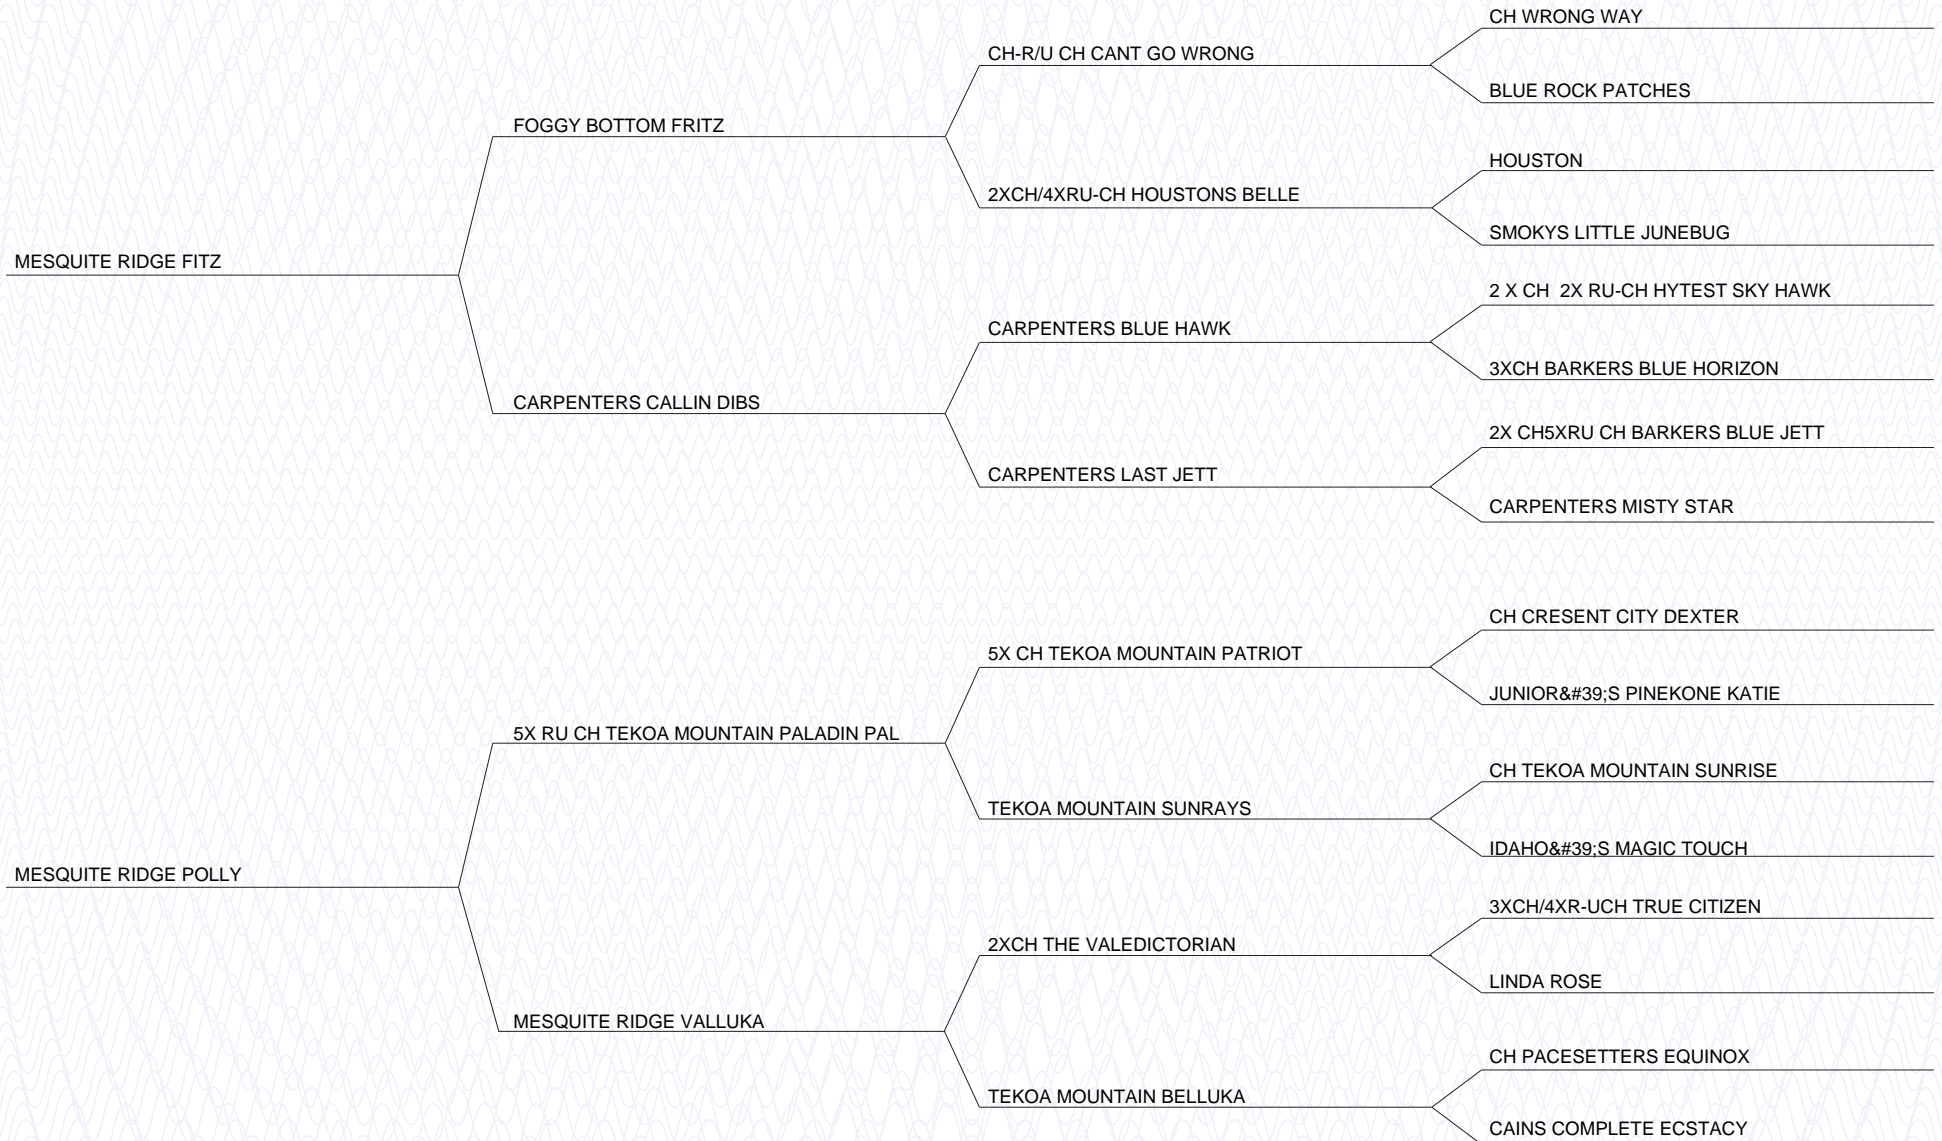 CH WRONG WAY
CH-R/U CH CANT GO WRONG
BLUE ROCK PATCHES
FOGGY BOTTOM FRITZ
HOUSTON
2XCH/4XRU-CH HOUSTONS BELLE
SMOKYS LITTLE JUNEBUG
MESQUITE RIDGE FITZ
2 X CH  2X RU-CH HYTEST SKY HAWK
CARPENTERS BLUE HAWK
3XCH BARKERS BLUE HORIZON
CARPENTERS CALLIN DIBS
2X CH5XRU CH BARKERS BLUE JETT
CARPENTERS LAST JETT
CARPENTERS MISTY STAR
CH CRESENT CITY DEXTER
5X CH TEKOA MOUNTAIN PATRIOT
JUNIOR&#39;S PINEKONE KATIE
5X RU CH TEKOA MOUNTAIN PALADIN PAL
CH TEKOA MOUNTAIN SUNRISE
TEKOA MOUNTAIN SUNRAYS
IDAHO&#39;S MAGIC TOUCH
MESQUITE RIDGE POLLY
3XCH/4XR-UCH TRUE CITIZEN
2XCH THE VALEDICTORIAN
LINDA ROSE
MESQUITE RIDGE VALLUKA
CH PACESETTERS EQUINOX
TEKOA MOUNTAIN BELLUKA
CAINS COMPLETE ECSTACY